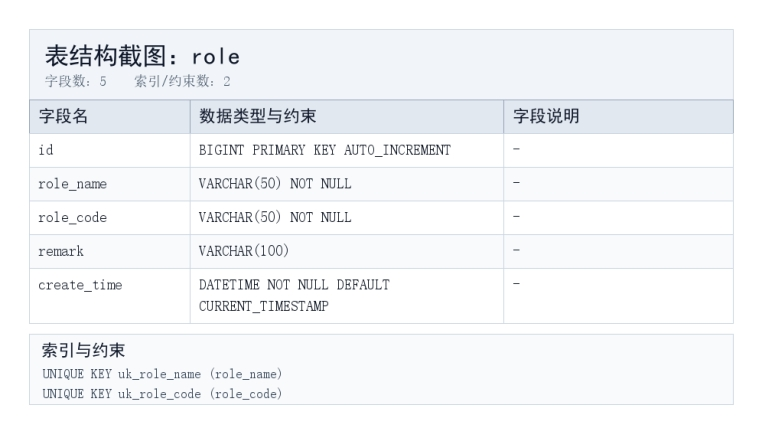 表结构截图：role
字段数：5 索引/约束数：2
字段名 数据类型与约束 字段说明
id BIGINT PRIMARY KEY AUTO_INCREMENT -
role_name VARCHAR(50) NOT NULL -
role_code VARCHAR(50) NOT NULL -
remark VARCHAR(100) -
create_time DATETIME NOT NULL DEFAULT -
CURRENT_TIMESTAMP
索引与约束
UNIQUE KEY uk_role_name (role_name)
UNIQUE KEY uk_role_code (role_code)